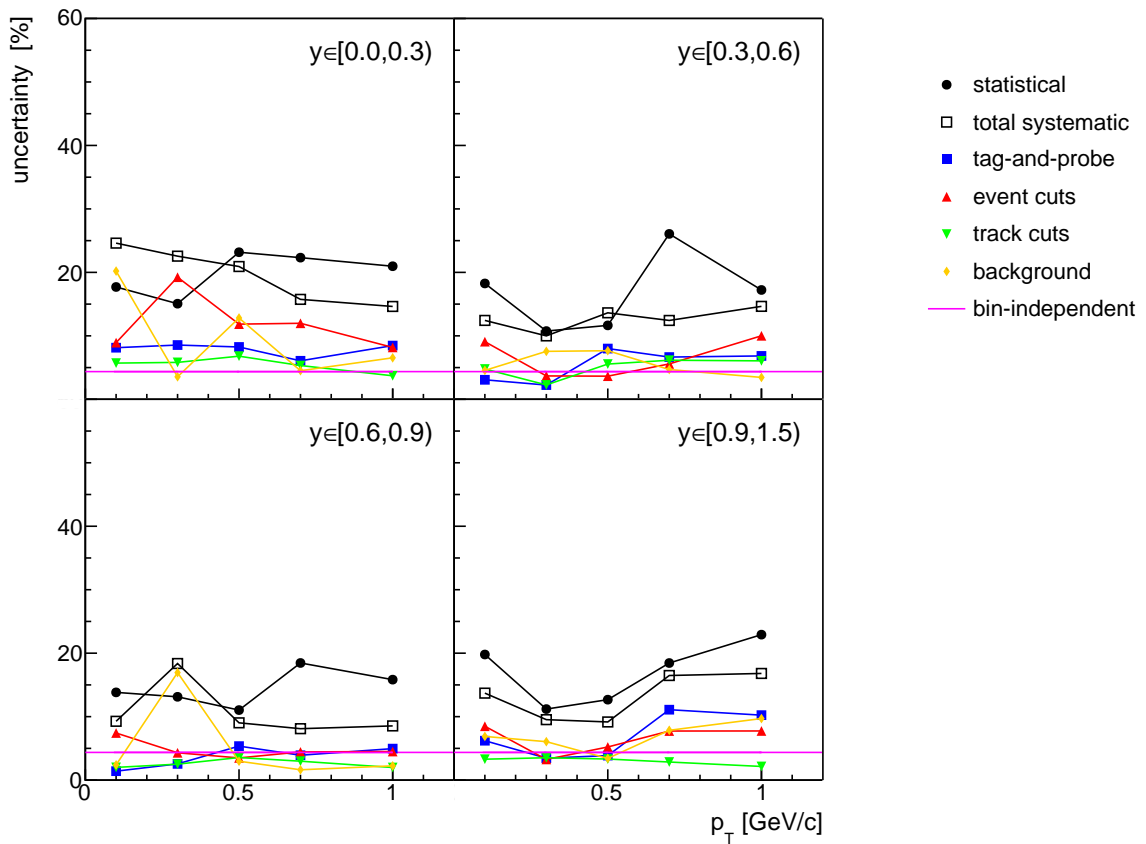 uncertainty [%]
60
40
20
y∈[0.0,0.3)
y∈[0.3,0.6)
statistical
total systematic
tag-and-probe
event cuts
track cuts
background
bin-independent
y∈[0.6,0.9)
y∈[0.9,1.5)
40
20
0
0
0.5
1
0.5
1
p_T [GeV/c]